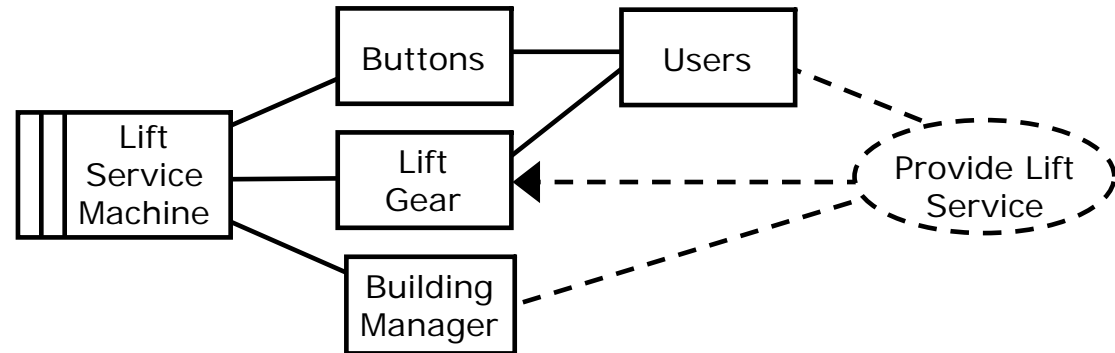 Buttons
Users
Lift
Service
Machine
Lift
Gear
Provide Lift
Service
Building
Manager